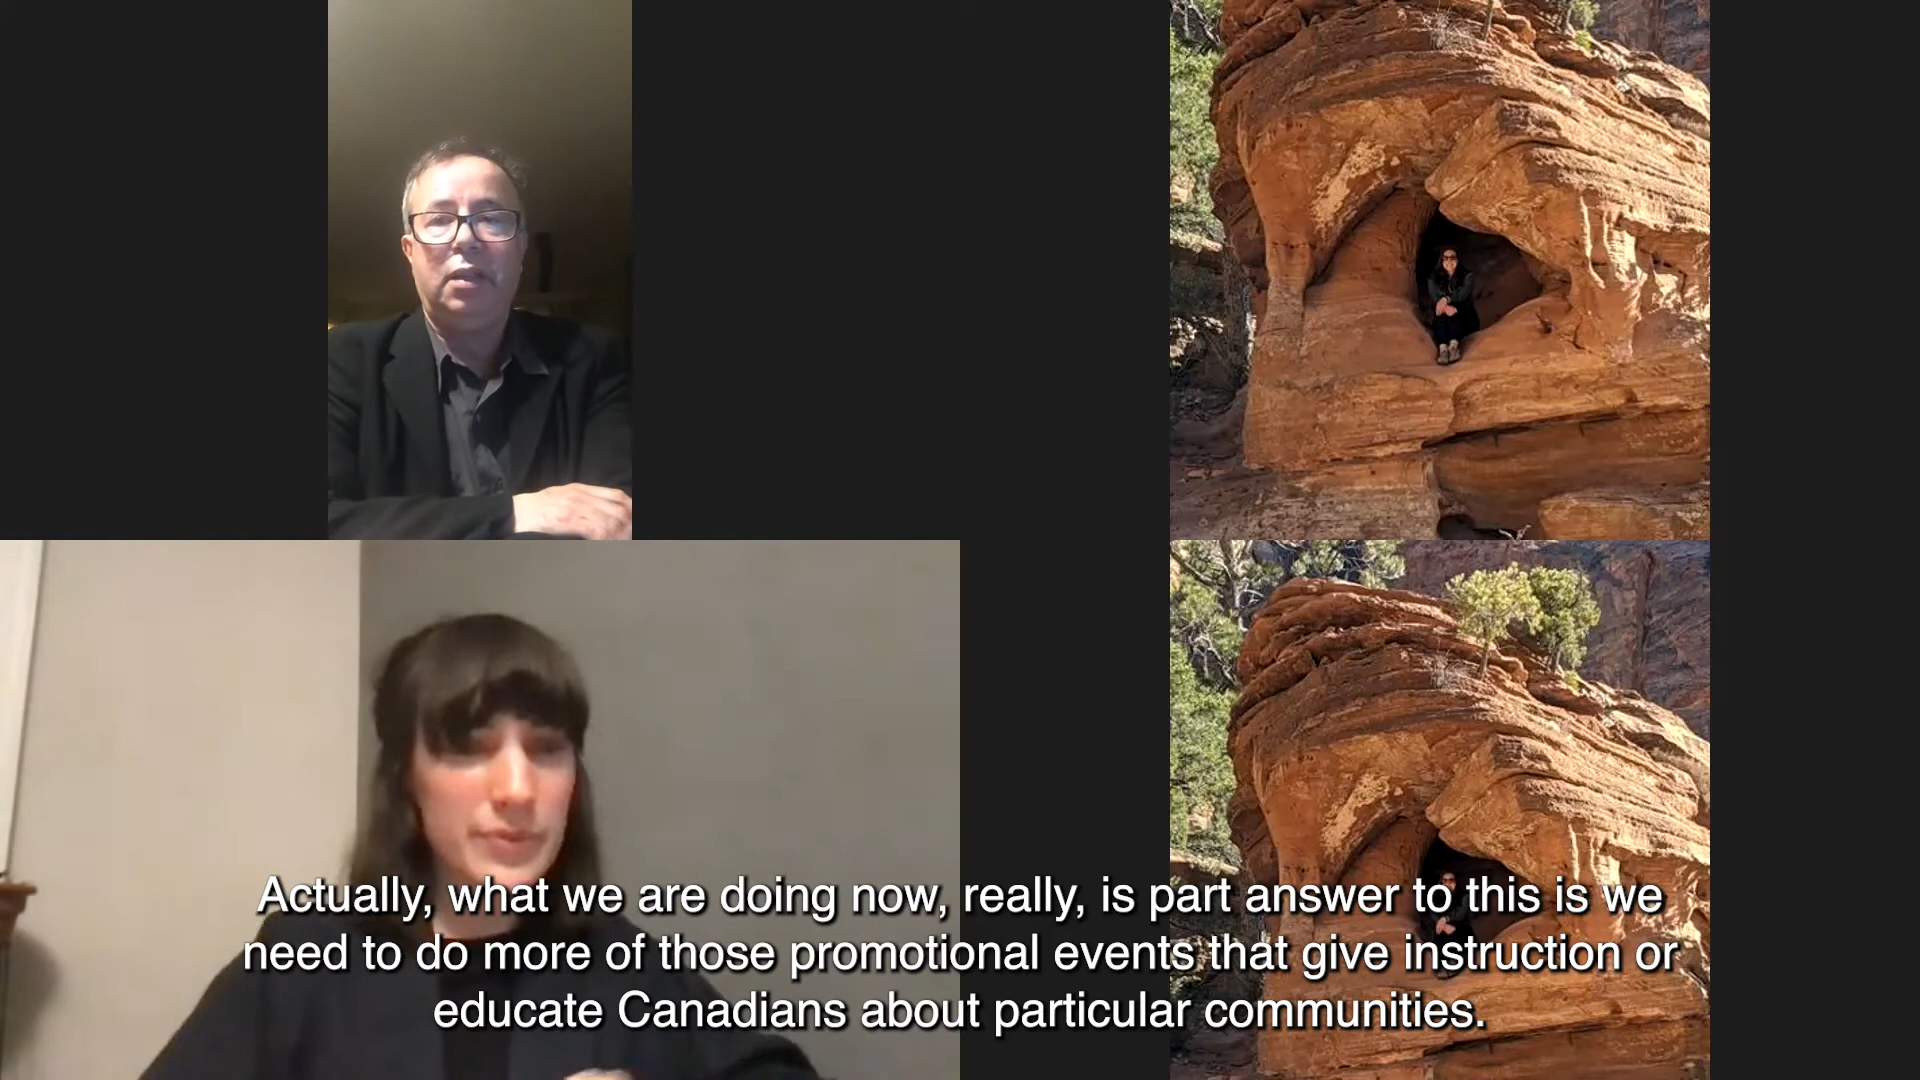 Actually, what we are doing now, really, is part answer to this is we
need to do more of those promotional events that give instruction or
educate Canadians about particular communities.